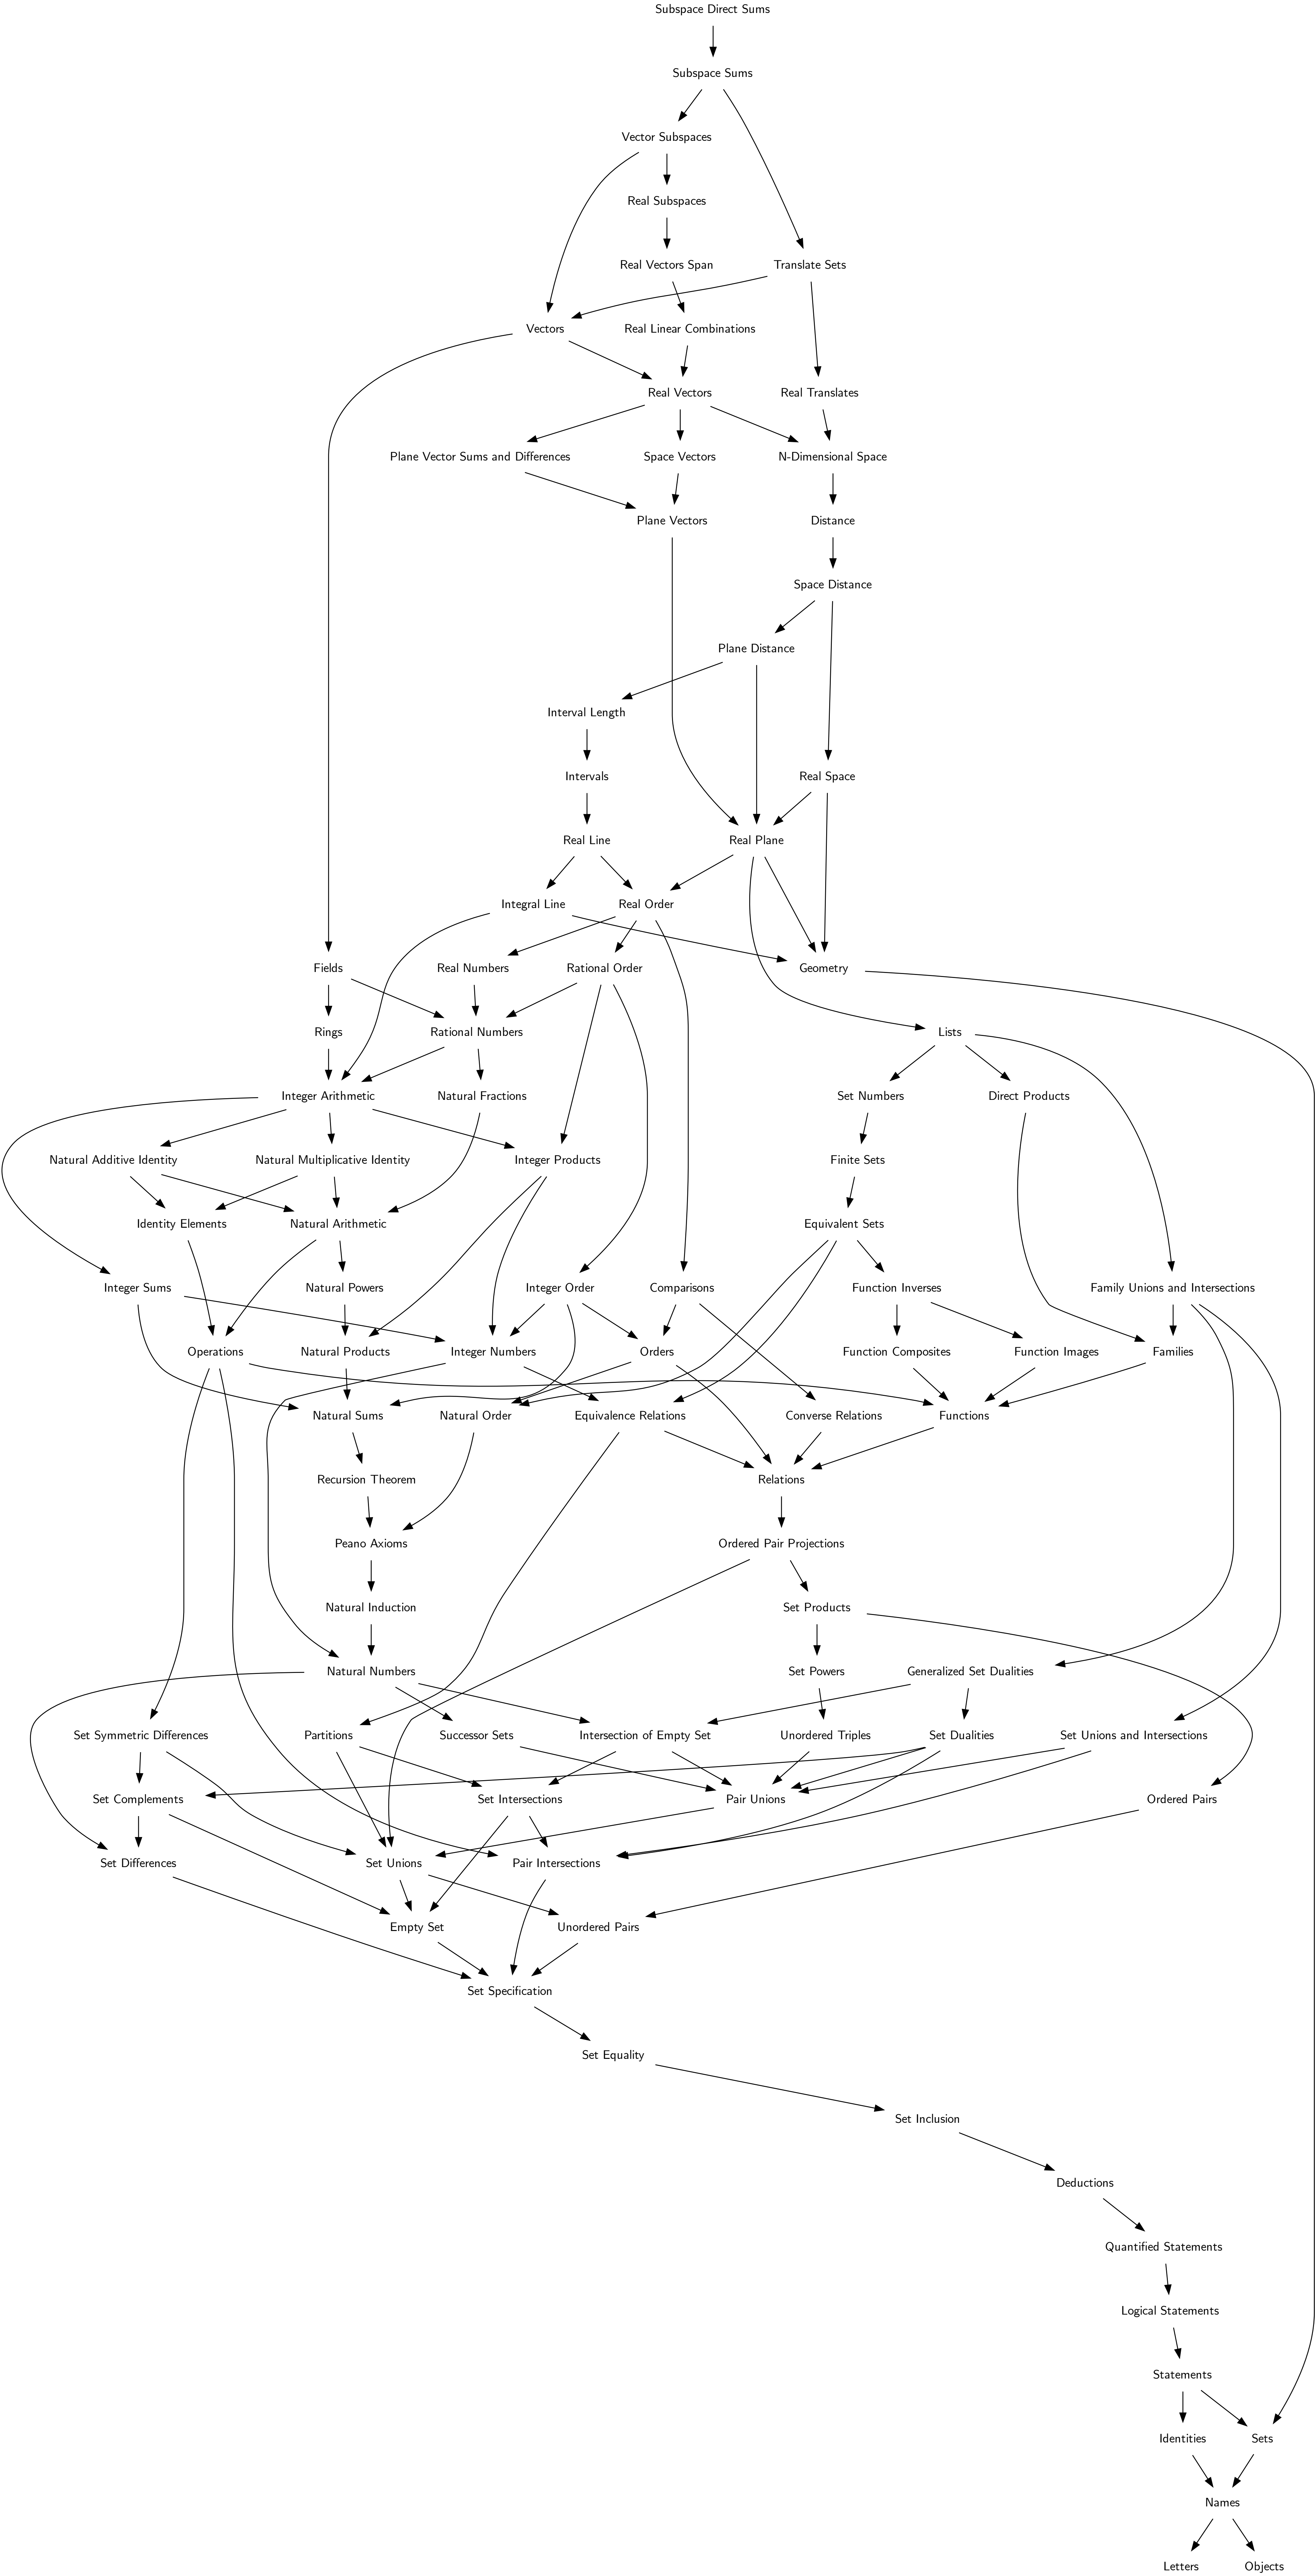 Subspace Direct Sums
Subspace Sums
Vector Subspaces
Real Subspaces
Real Vectors Span
Translate Sets
Vectors
Real Linear Combinations
Real Vectors
Real Translates
Plane Vector Sums and Differences
Space Vectors
N-Dimensional Space
Plane Vectors
Distance
Space Distance
Plane Distance
Interval Length
Intervals
Real Space
Real Line
Real Plane
Integral Line
Real Order
Fields
Real Numbers
Rational Order
Geometry
Rings
Rational Numbers
Lists
Integer Arithmetic
Natural Fractions
Set Numbers
Direct Products
Natural Additive Identity
Natural Multiplicative Identity
Integer Products
Finite Sets
Identity Elements
Natural Arithmetic
Equivalent Sets
Integer Sums
Natural Powers
Integer Order
Comparisons
Function Inverses
Family Unions and Intersections
Operations
Natural Products
Integer Numbers
Orders
Function Composites
Function Images
Families
Natural Sums
Natural Order
Equivalence Relations
Converse Relations
Functions
Recursion Theorem
Relations
Peano Axioms
Ordered Pair Projections
Natural Induction
Set Products
Natural Numbers
Set Powers
Generalized Set Dualities
Set Symmetric Differences
Partitions
Successor Sets
Intersection of Empty Set
Unordered Triples
Set Dualities
Set Unions and Intersections
Set Complements
Set Intersections
Pair Unions
Ordered Pairs
Set Differences
Set Unions
Pair Intersections
Empty Set
Unordered Pairs
Set Specification
Set Equality
Set Inclusion
Deductions
Quantified Statements
Logical Statements
Statements
Identities
Sets
Names
Letters
Objects